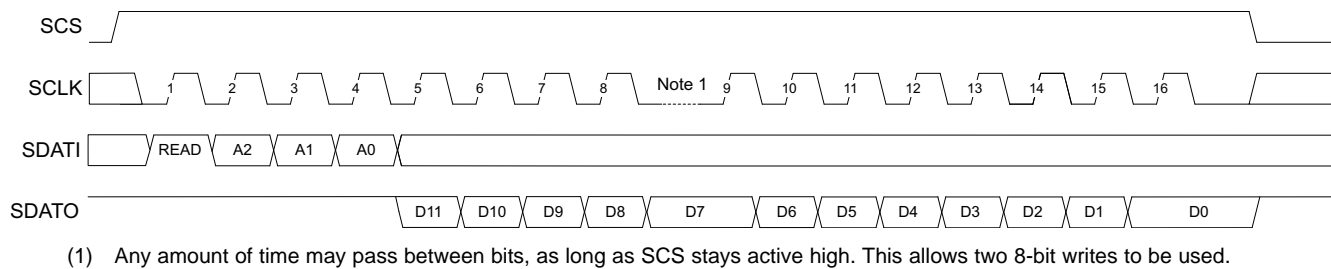 SCS
SCLK 1 2 3 4 5 6 7 8 Note 1 9 10 11 12 13 14 15 16
SDATI READ A2 A1 A0
SDATO D11 D10 D9 D8 D7 D6 D5 D4 D3 D2 D1 D0
(1) Any amount of time may pass between bits, as long as SCS stays active high. This allows two 8-bit writes to be used.